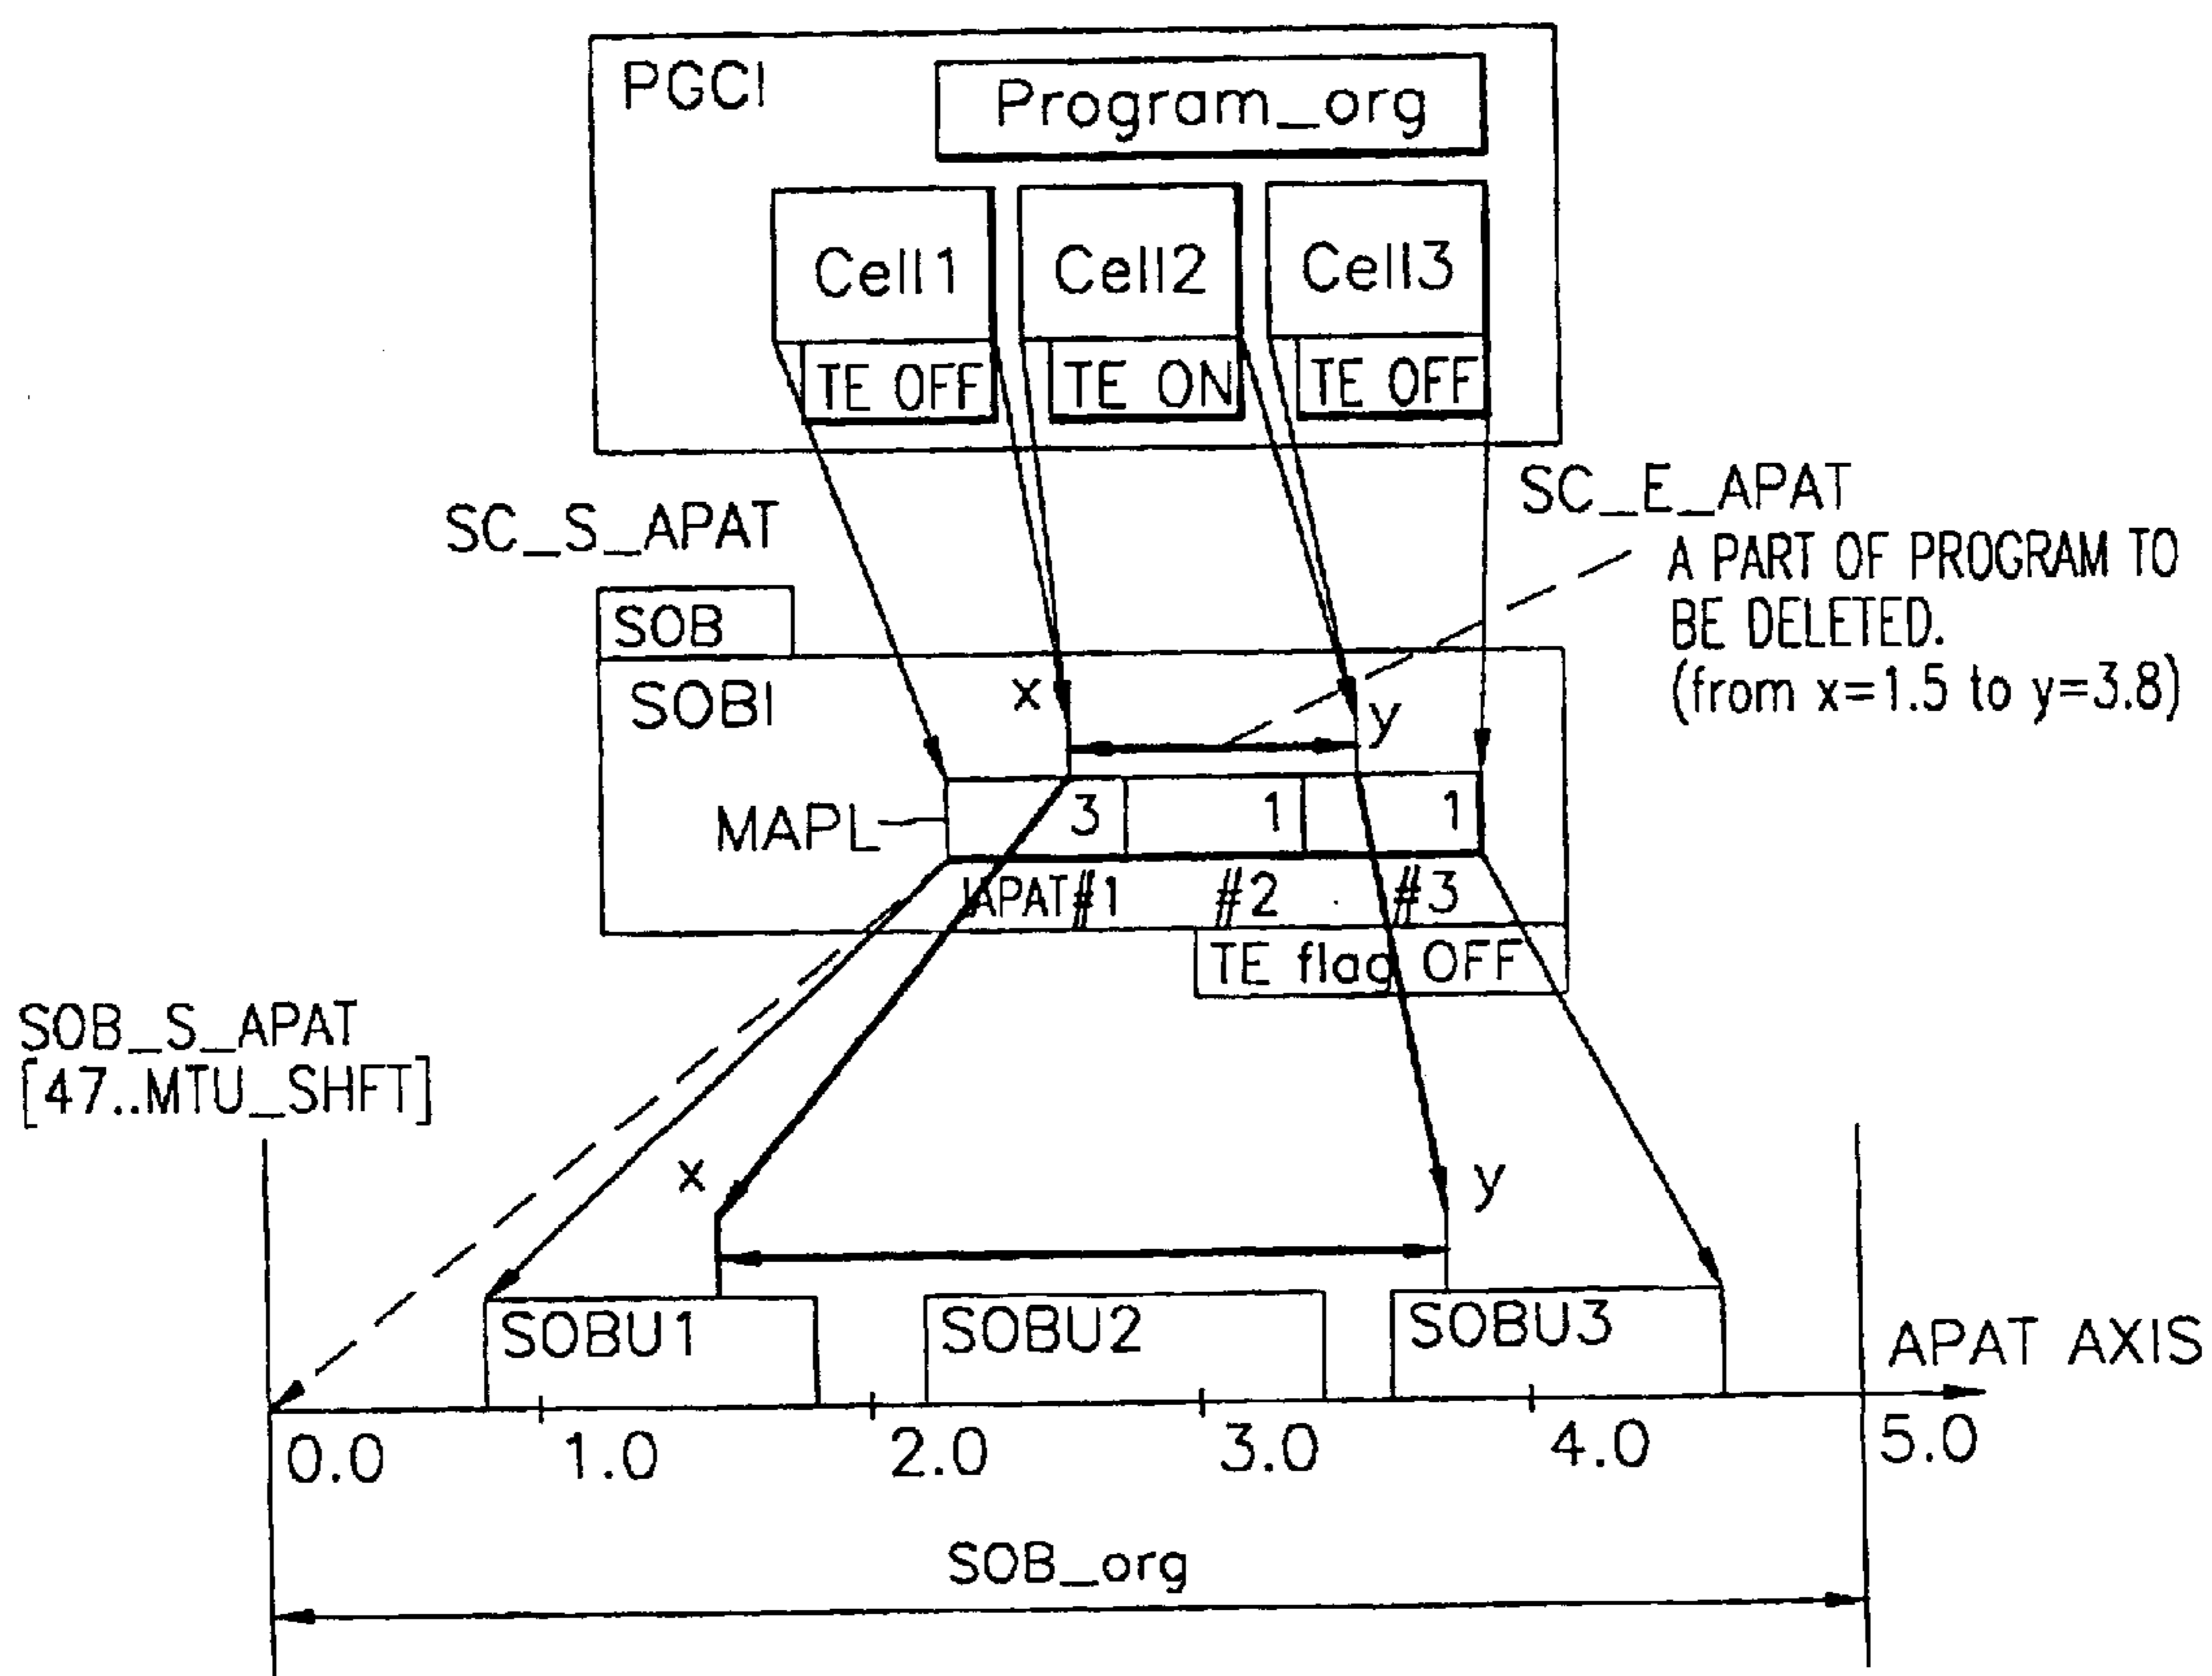 PGCI
Program_org
Cell1
Cell2
Cell3
TE OFF
TE ON
TE OFF
SC_S_APAT
SC_E_APAT
A PART OF PROGRAM TO
BE DELETED.
(from x=1.5 to y=3.8)
SOB
SOBI
x
y
MAPL
3
1
1
IAPAT#1
#2
#3
TE flag OFF
SOB_S_APAT
[47..MTU_SHFT]
x
y
SOBU1
SOBU2
SOBU3
APAT AXIS
0.0
1.0
2.0
3.0
4.0
5.0
SOB_org